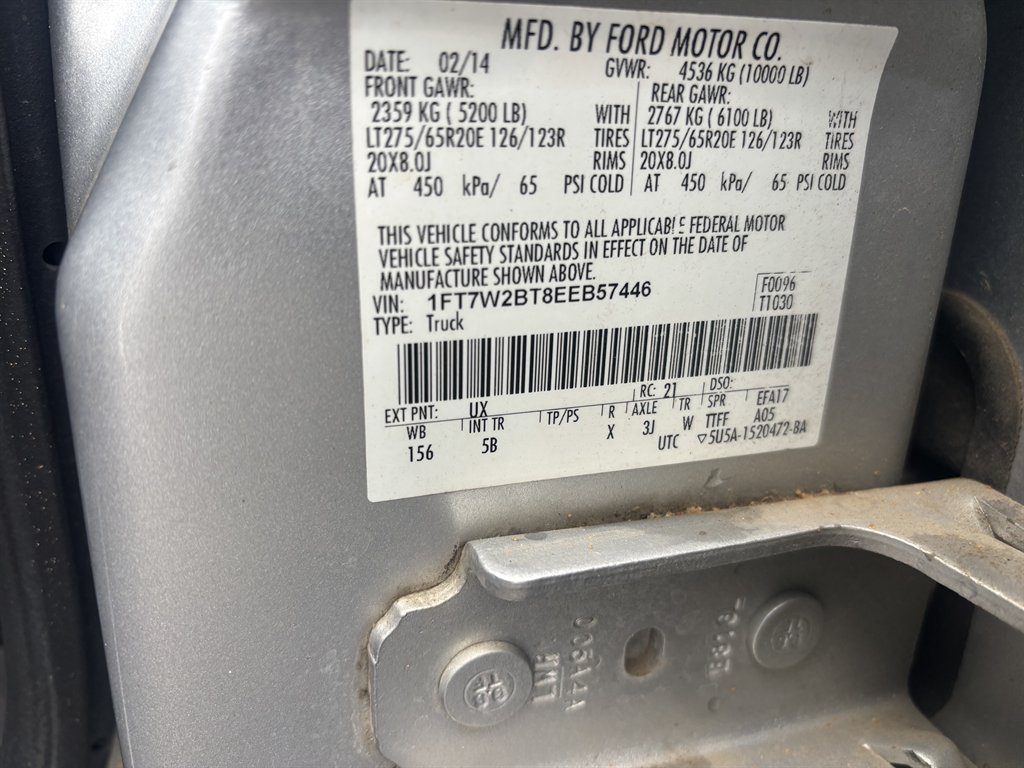 MFD. BY FORD MOTOR CO.
DATE: 02/14 GVWR: 4536 KG (10000 LB)
FRONT GAWR: REAR GAWR:
2359 KG ( 5200 LB) WITH 2767 KG ( 6100 LB) WITH
LT275/65R20E 126/123R TIRES LT275/65R20E 126/123R TIRES
20X8.0J RIMS 20X8.0J RIMS
AT 450 kPa/ 65 PSI COLD AT 450 kPa/ 65 PSI COLD
THIS VEHICLE CONFORMS TO ALL APPLICABLE FEDERAL MOTOR
VEHICLE SAFETY STANDARDS IN EFFECT ON THE DATE OF
MANUFACTURE SHOWN ABOVE.
VIN: 1FT7W2BT8EEB57446 F0096
TYPE: Truck T1030
EXT PNT: UX RC: 21 DSO:
WB INT TR TP/PS R AXLE TR SPR EFA17
156 5B X 3J W TTFF A05
UTC ▽5U5A-1520472-BA